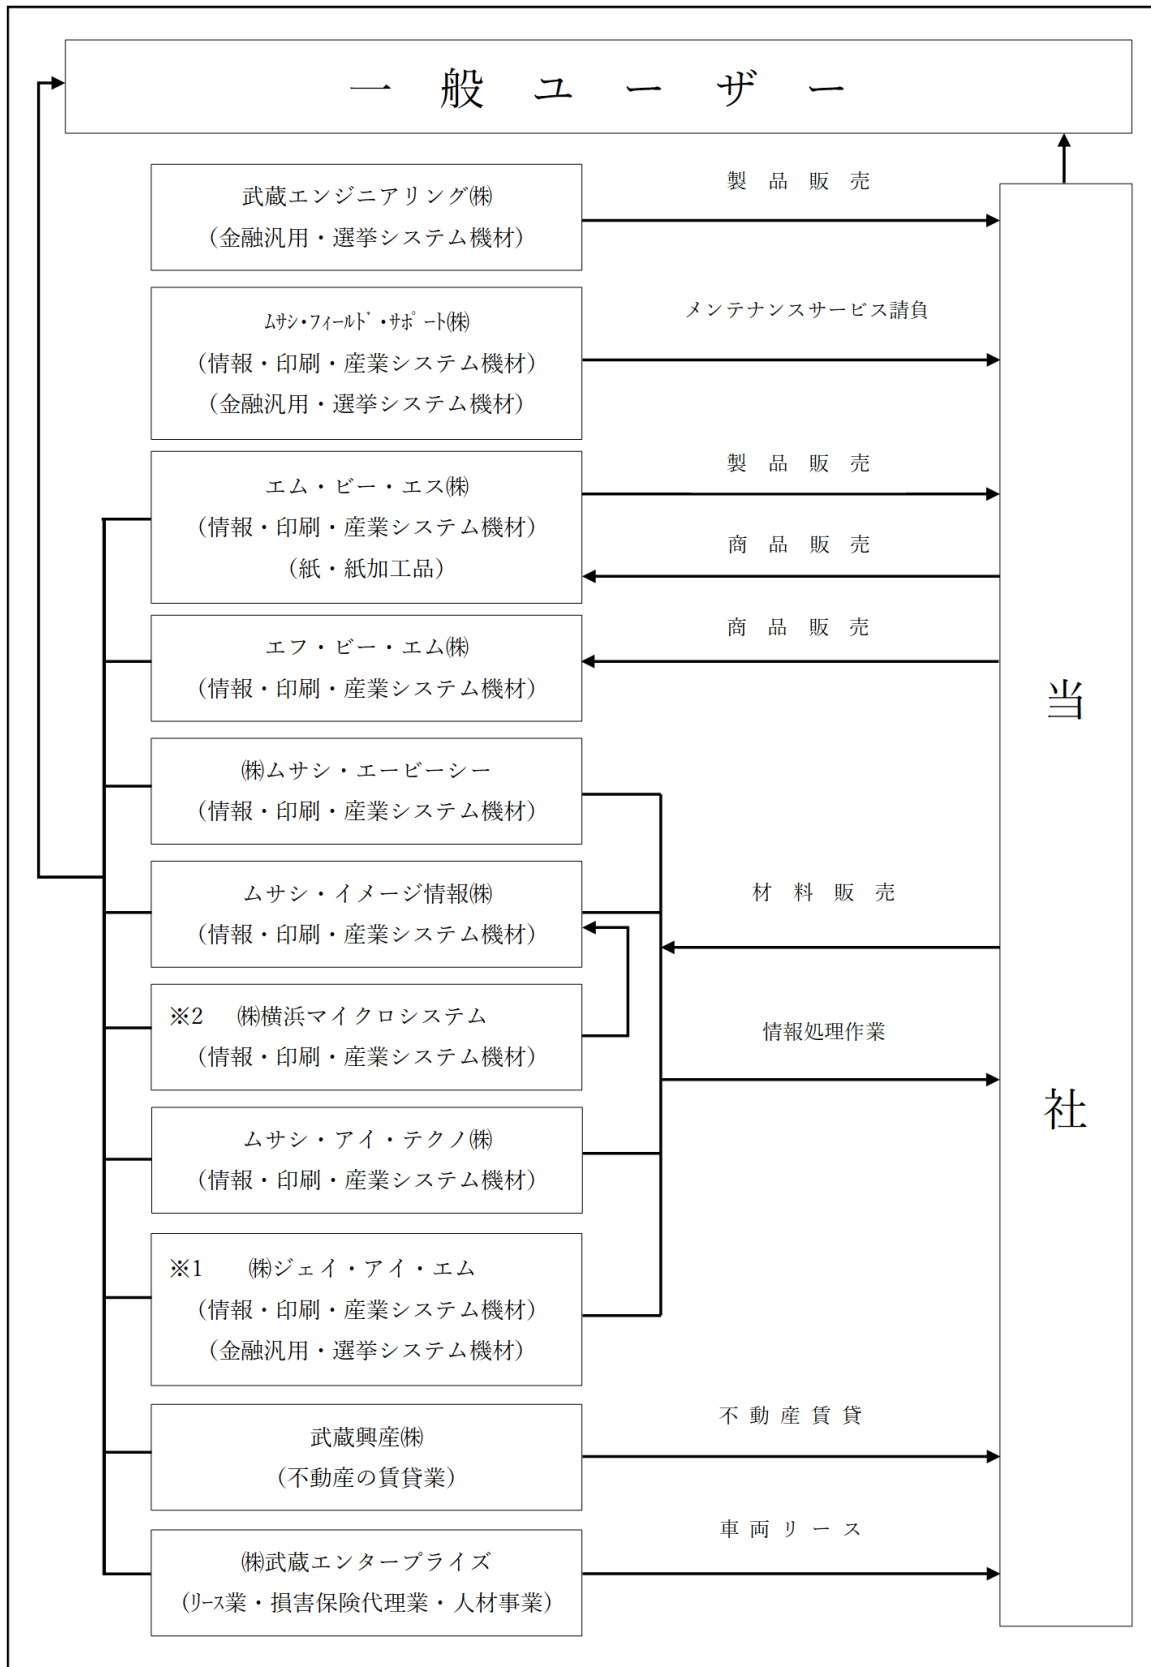 一般ユーザー
武蔵エンジニアリング㈱
（金融汎用・選挙システム機材）
製品販売
ﾑｻｼ・ﾌｨｰﾙﾄﾞ・ｻﾎﾟｰﾄ㈱
（情報・印刷・産業システム機材）
（金融汎用・選挙システム機材）
メンテナンスサービス請負
エム・ビー・エス㈱
（情報・印刷・産業システム機材）
（紙・紙加工品）
製品販売
商品販売
エフ・ビー・エム㈱
（情報・印刷・産業システム機材）
商品販売
㈱ムサシ・エービーシー
（情報・印刷・産業システム機材）
ムサシ・イメージ情報㈱
（情報・印刷・産業システム機材）
材料販売
※2　㈱横浜マイクロシステム
（情報・印刷・産業システム機材）
情報処理作業
ムサシ・アイ・テクノ㈱
（情報・印刷・産業システム機材）
※1　㈱ジェイ・アイ・エム
（情報・印刷・産業システム機材）
（金融汎用・選挙システム機材）
武蔵興産㈱
（不動産の賃貸業）
不動産賃貸
㈱武蔵エンタープライズ
（ﾘｰｽ業・損害保険代理業・人材事業）
車両リース
当
社